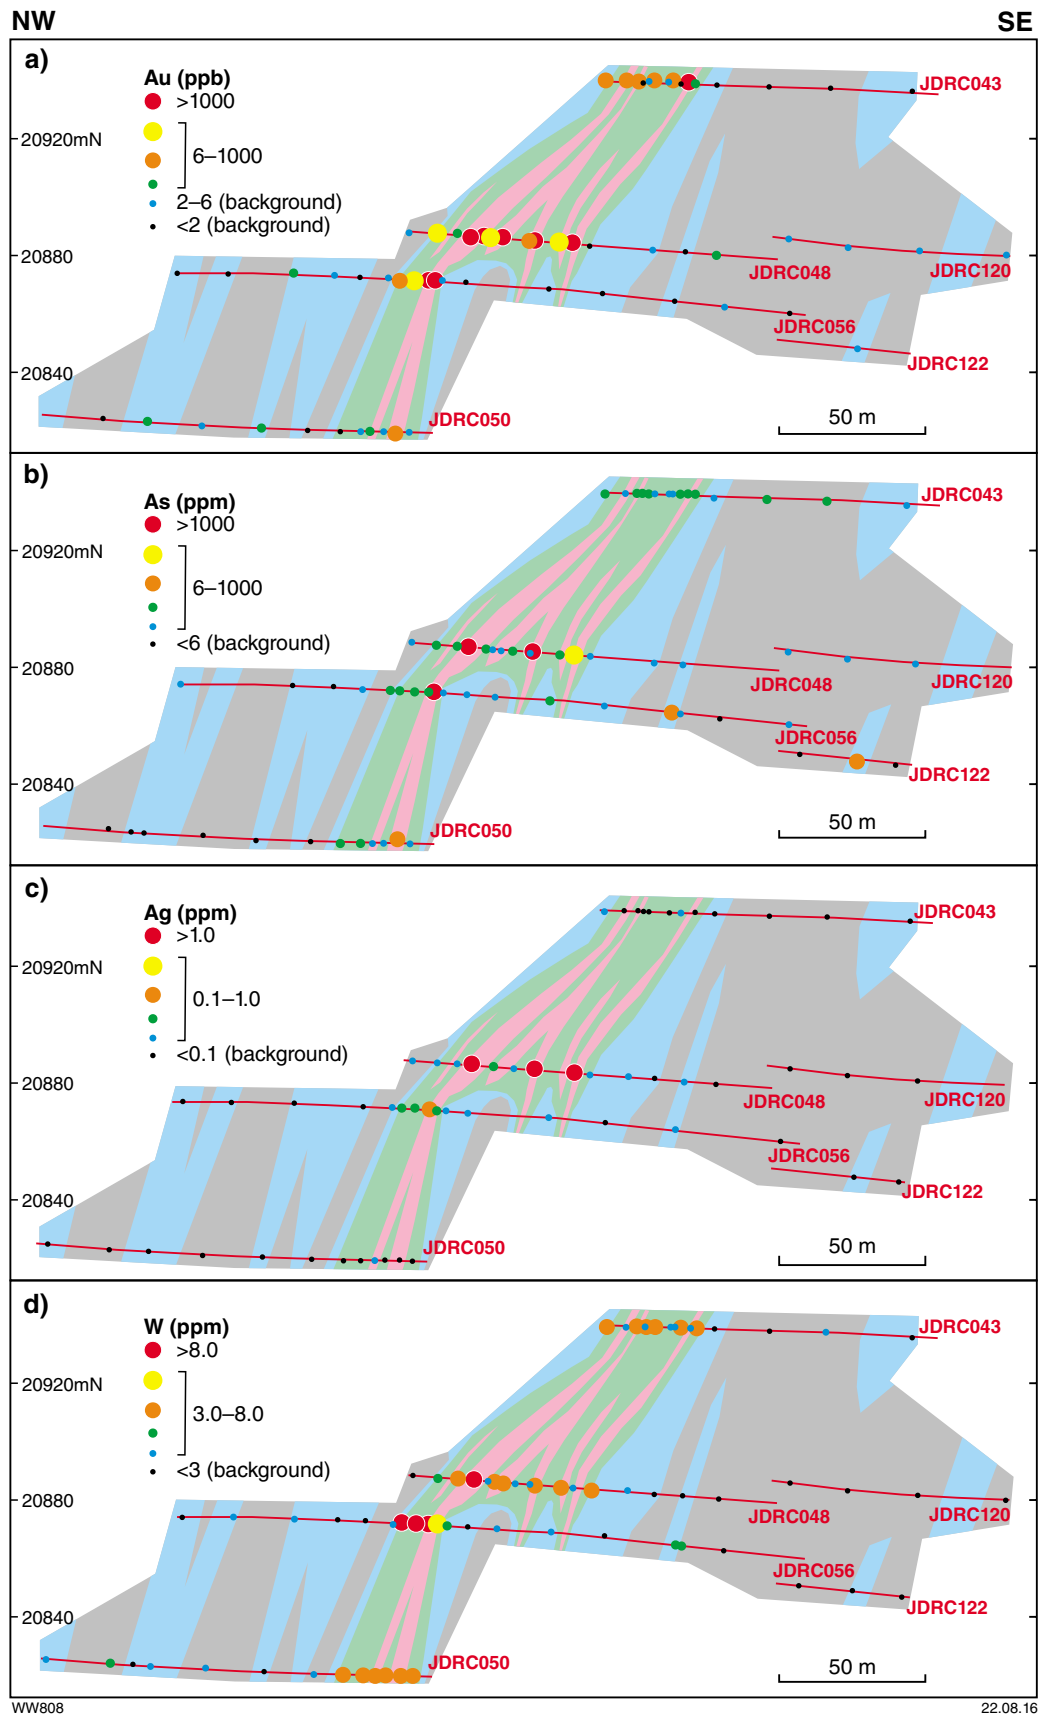 NW SE
a)
Au (ppb)
>1000
6–1000
2–6 (background)
<2 (background)
JDRC043
20920mN
20880
JDRC048
JDRC120
JDRC056
JDRC122
20840
JDRC050
50 m
b)
As (ppm)
>1000
6–1000
<6 (background)
JDRC043
20920mN
20880
JDRC048
JDRC120
JDRC056
JDRC122
20840
JDRC050
50 m
c)
Ag (ppm)
>1.0
0.1–1.0
<0.1 (background)
JDRC043
20920mN
20880
JDRC048
JDRC120
JDRC056
JDRC122
20840
JDRC050
50 m
d)
W (ppm)
>8.0
3.0–8.0
<3 (background)
JDRC043
20920mN
20880
JDRC048
JDRC120
JDRC056
JDRC122
20840
JDRC050
50 m
WW808 22.08.16